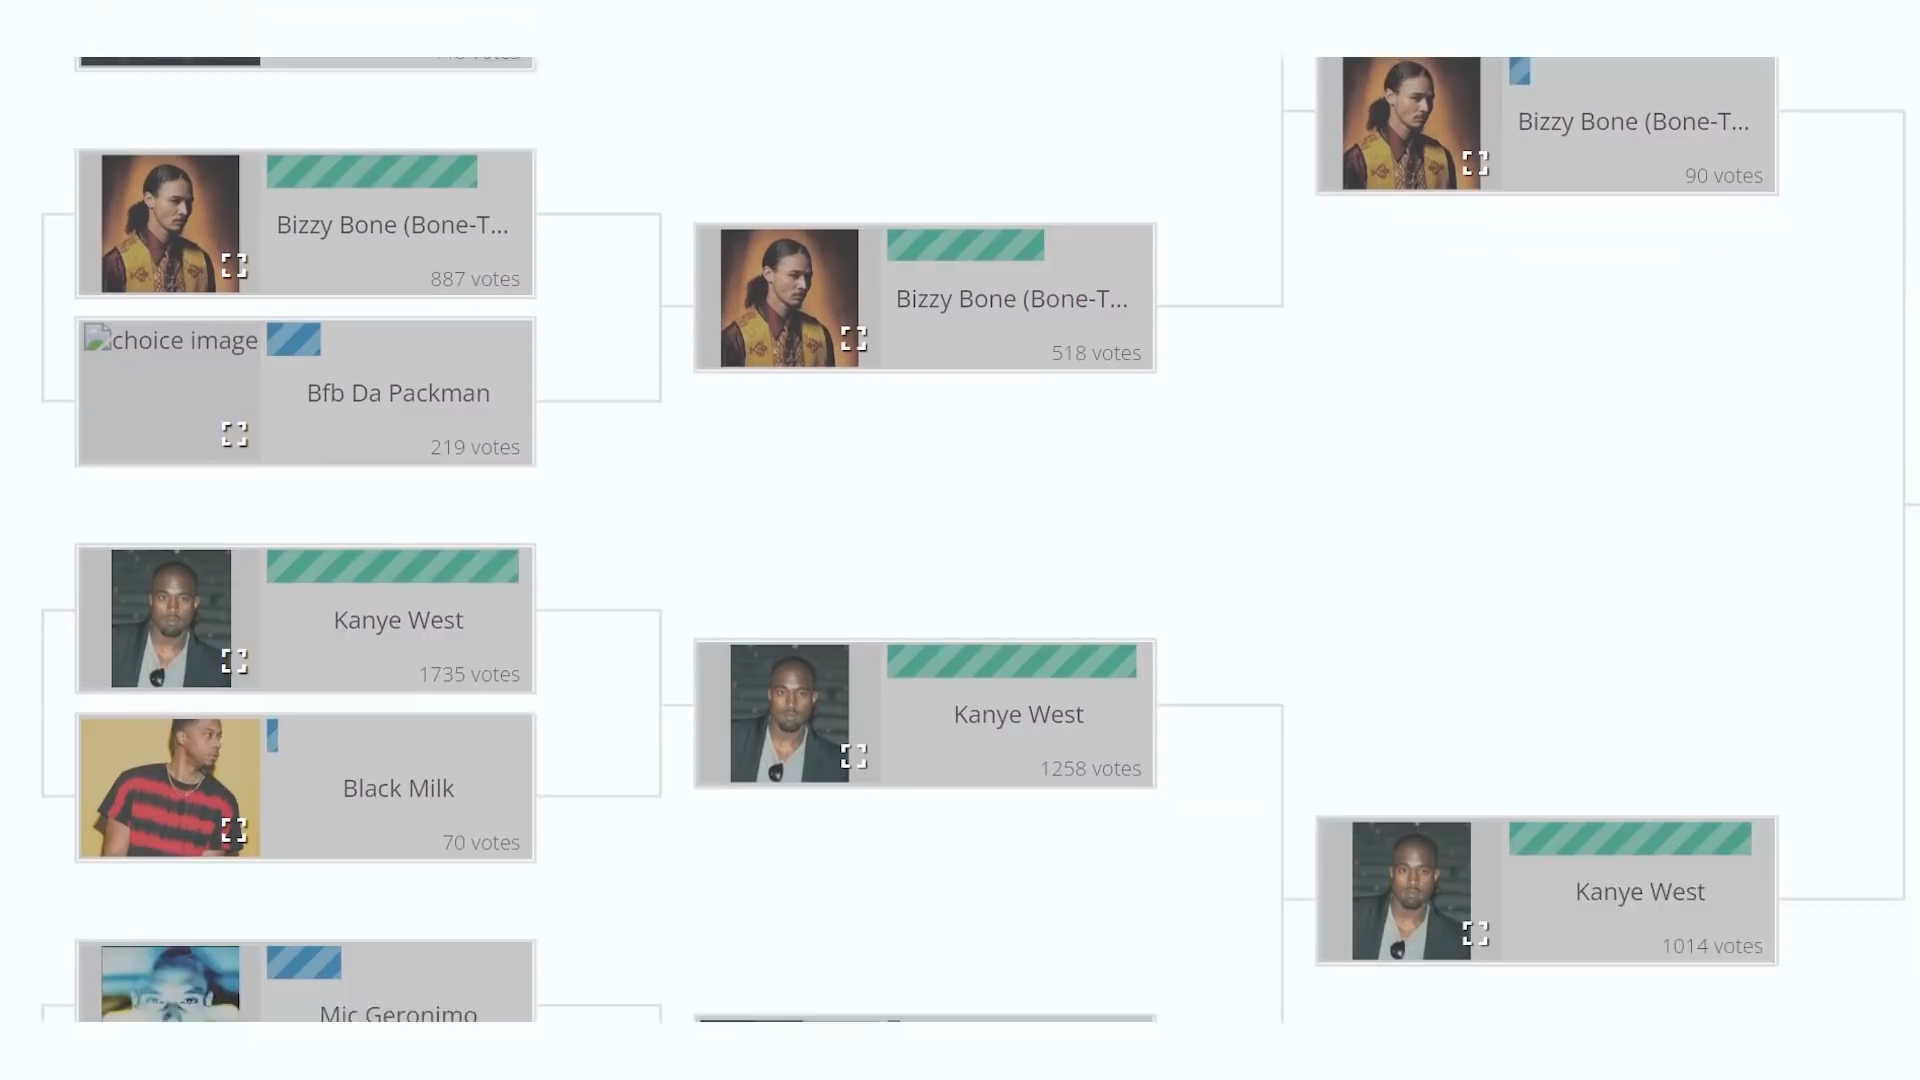 Bizzy Bone (Bone-T...
90 votes
Bizzy Bone (Bone-T...
887 votes
choice image
Bfb Da Packman
219 votes
Bizzy Bone (Bone-T...
518 votes
Kanye West
1735 votes
Black Milk
70 votes
Kanye West
1258 votes
Kanye West
1014 votes
Mic Geronimo